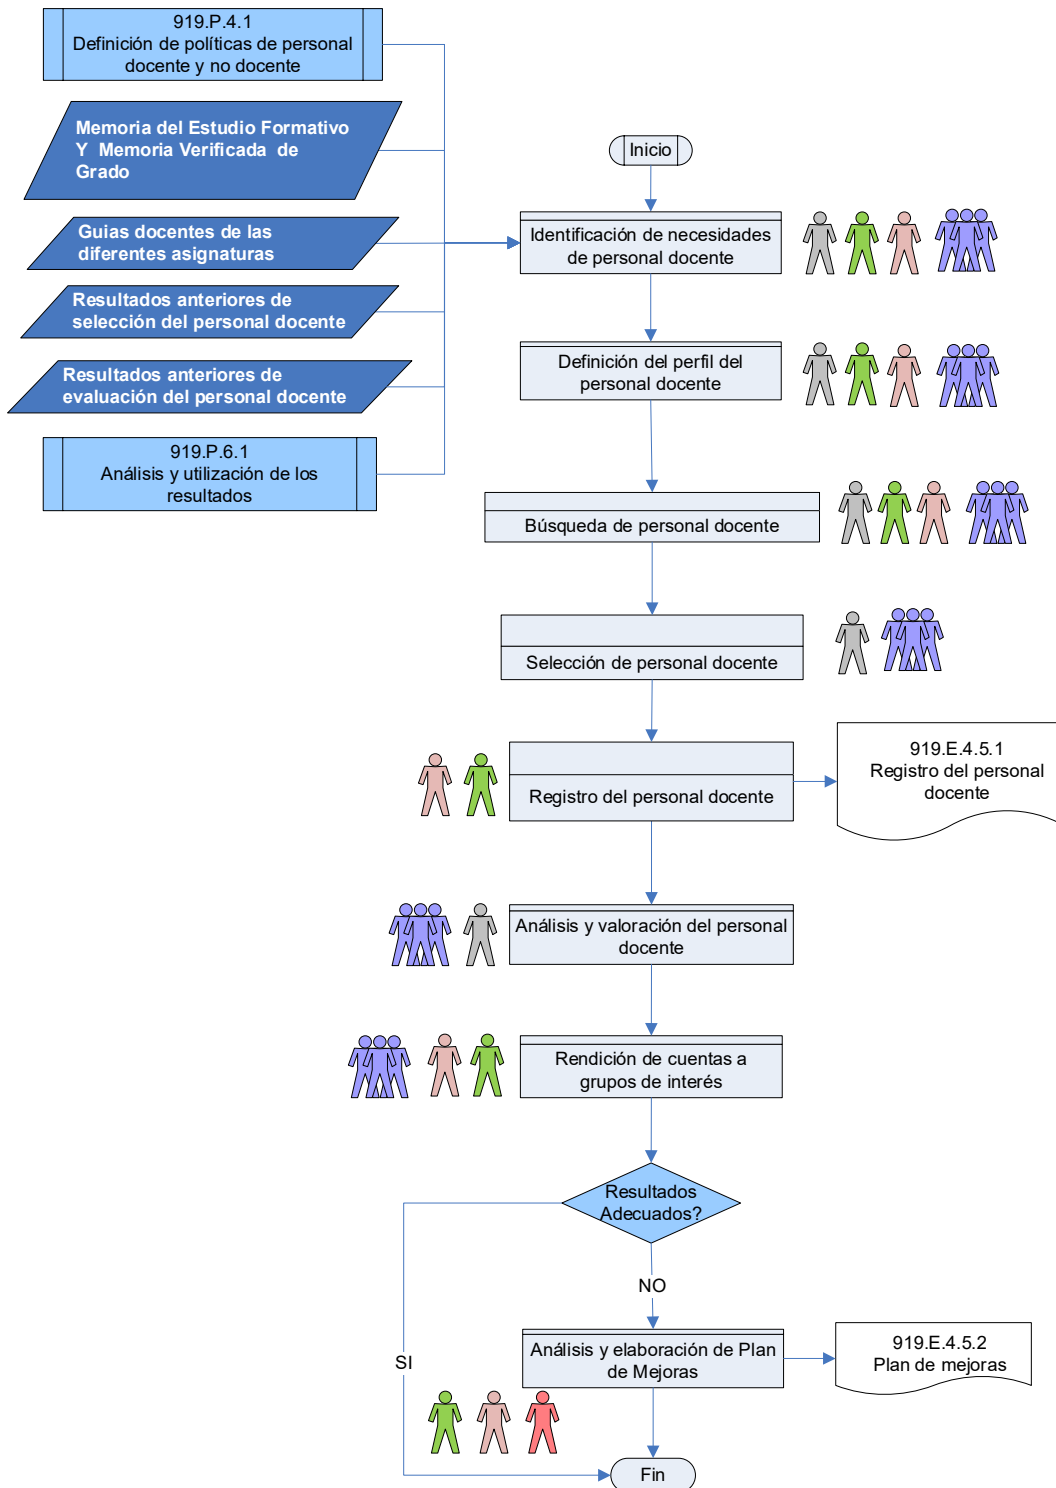 919.P.4.1
Definición de políticas de personal
docente y no docente
Memoria del Estudio Formativo
Y Memoria Verificada de
Grado
Guias docentes de las
diferentes asignaturas
Resultados anteriores de
selección del personal docente
Resultados anteriores de
evaluación del personal docente
919.P.6.1
Análisis y utilización de los
resultados
Inicio
Identificación de necesidades
de personal docente
Definición del perfil del
personal docente
Búsqueda de personal docente
Selección de personal docente
Registro del personal docente
919.E.4.5.1
Registro del personal
docente
Análisis y valoración del personal
docente
Rendición de cuentas a
grupos de interés
Resultados
Adecuados?
NO
SI
Análisis y elaboración de Plan
de Mejoras
919.E.4.5.2
Plan de mejoras
Fin